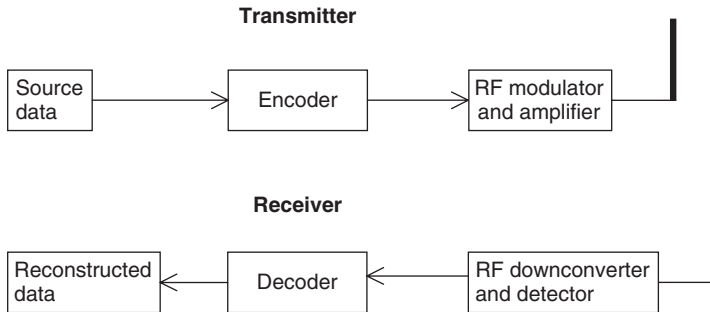 Transmitter
Source
data
Encoder
RF modulator
and amplifier
Receiver
Reconstructed
data
Decoder
RF downconverter
and detector